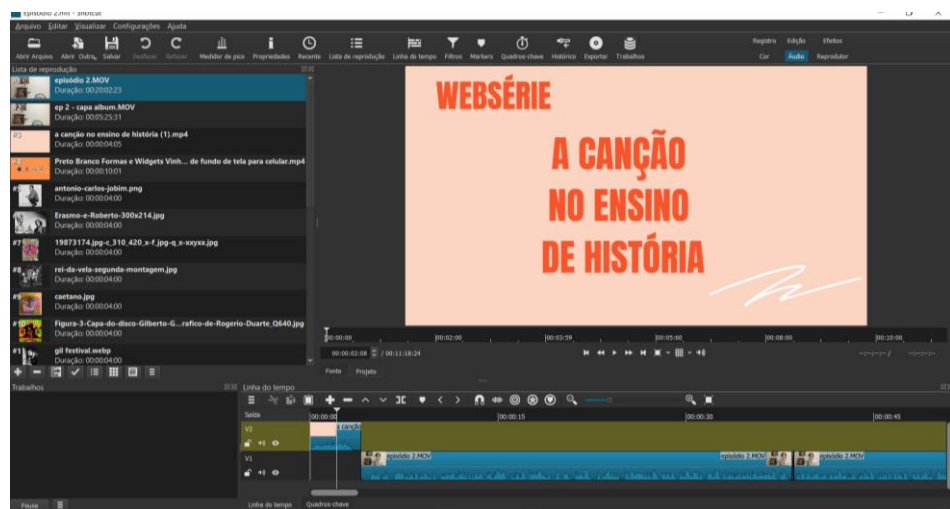 Episódio 2.mlt - Shotcut
Arquivo Editar Visualizar Configurações Ajuda
Abrir Arquivo Abrir Outro, Salvar Desfazer Refazer Medidor de pico Propriedades Recente Lista de reprodução Linha do tempo Filtros Markers Quadros-chave Histórico Exportar Trabalhos
Registro Edição Efeitos
Cor Áudio Reprodutor
Lista de reprodução
episódio 2.MOV
Duração: 00:20:02:23
ep 2 - capa album.MOV
Duração: 00:05:25:31
#3 a canção no ensino de história (1).mp4
Duração: 00:00:04:05
Preto Branco Formas e Widgets Vinh... de fundo de tela para celular.mp4
Duração: 00:00:10:01
antonio-carlos-jobim.png
Duração: 00:00:04:00
Erasmo-e-Roberto-300x214.jpg
Duração: 00:00:04:00
#7 19873174.jpg-c_310_420_x-f_jpg-q_x-xxyxx.jpg
Duração: 00:00:04:00
#8 rei-da-vela-segunda-montagem.jpg
Duração: 00:00:04:00
caetano.jpg
Duração: 00:00:04:00
Figura-3-Capa-do-disco-Gilberto-G...rafico-de-Rogerio-Duarte_Q640.jpg
Duração: 00:00:04:00
gil festival.webp
Duração: 00:00:04:00
WEBSÉRIE
A CANÇÃO
NO ENSINO
DE HISTÓRIA
00:00:00 00:02:00 00:03:59 00:05:60 00:08:00 00:10:00
00:00:02:08 / 00:11:18:24
--:--:--:-- / --:--:--:--
Fonte Projeto
Trabalhos
Linha do tempo
Saída 00:00:00 00:00:15 00:00:30 00:00:45
V2 a canção
V1 episódio 2.MOV episódio 2.MOV episódio 2.MOV
Pause
Linha do tempo Quadros-chave